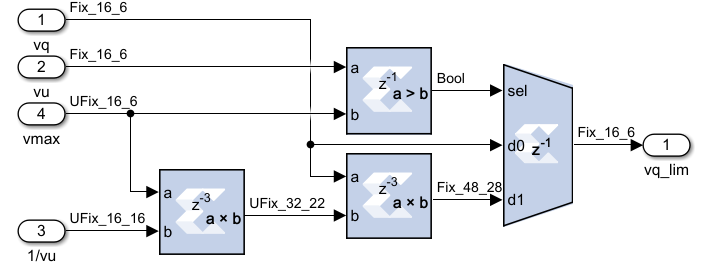 1
Fix_16_6
vq
2
Fix_16_6
vu
4
UFix_16_6
vmax
3
UFix_16_16
1/vu
a
b
z-3
a × b
UFix_32_22
a
b
z-1
a > b
Bool
a
b
z-3
a × b
Fix_48_28
sel
d0
d1
z-1
Fix_16_6
1
vq_lim